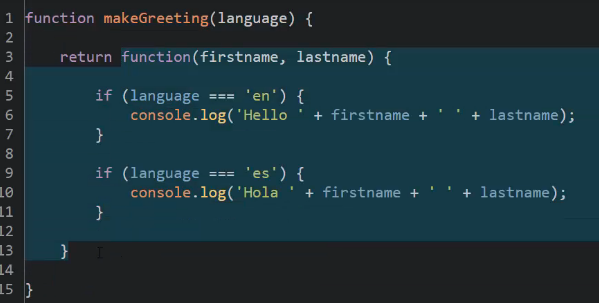 1 function makeGreeting(language) {
2
3     return function(firstname, lastname) {
4
5         if (language === 'en') {
6             console.log('Hello ' + firstname + ' ' + lastname);
7         }
8
9         if (language === 'es') {
10             console.log('Hola ' + firstname + ' ' + lastname);
11         }
12
13     }
14
15 }